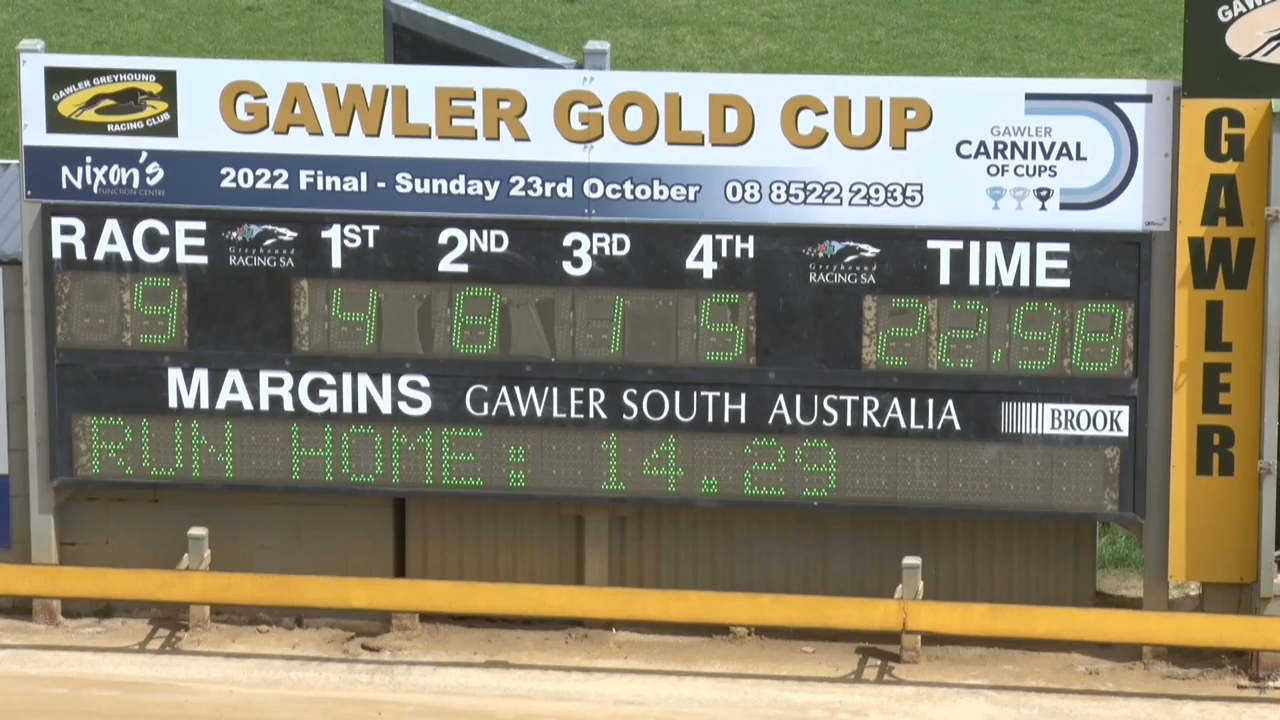 GAWLER GREYHOUND RACING CLUB
GAWLER GOLD CUP
GAWLER
CARNIVAL
OF CUPS
Nixon's
FUNCTION CENTRE
2022 Final - Sunday 23rd October 08 8522 2935
RACE
Greyhound
RACING SA
1ST 2ND 3RD 4TH
Greyhound
RACING SA
TIME
9 4 8 1 5 22.98
MARGINS GAWLER SOUTH AUSTRALIA BROOK
RUN HOME: 14.29
GAWLER